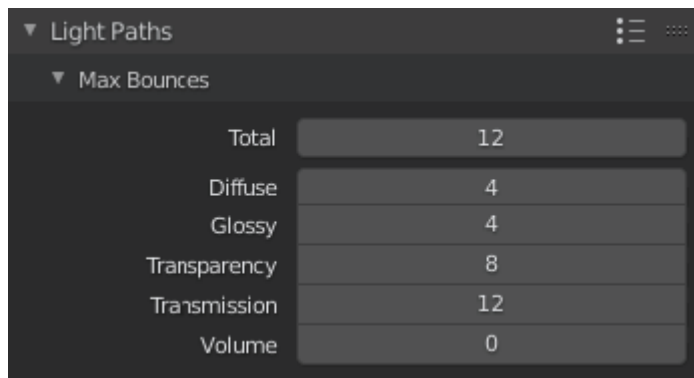 Light Paths
Max Bounces
Total 12
Diffuse 4
Glossy 4
Transparency 8
Transmission 12
Volume 0